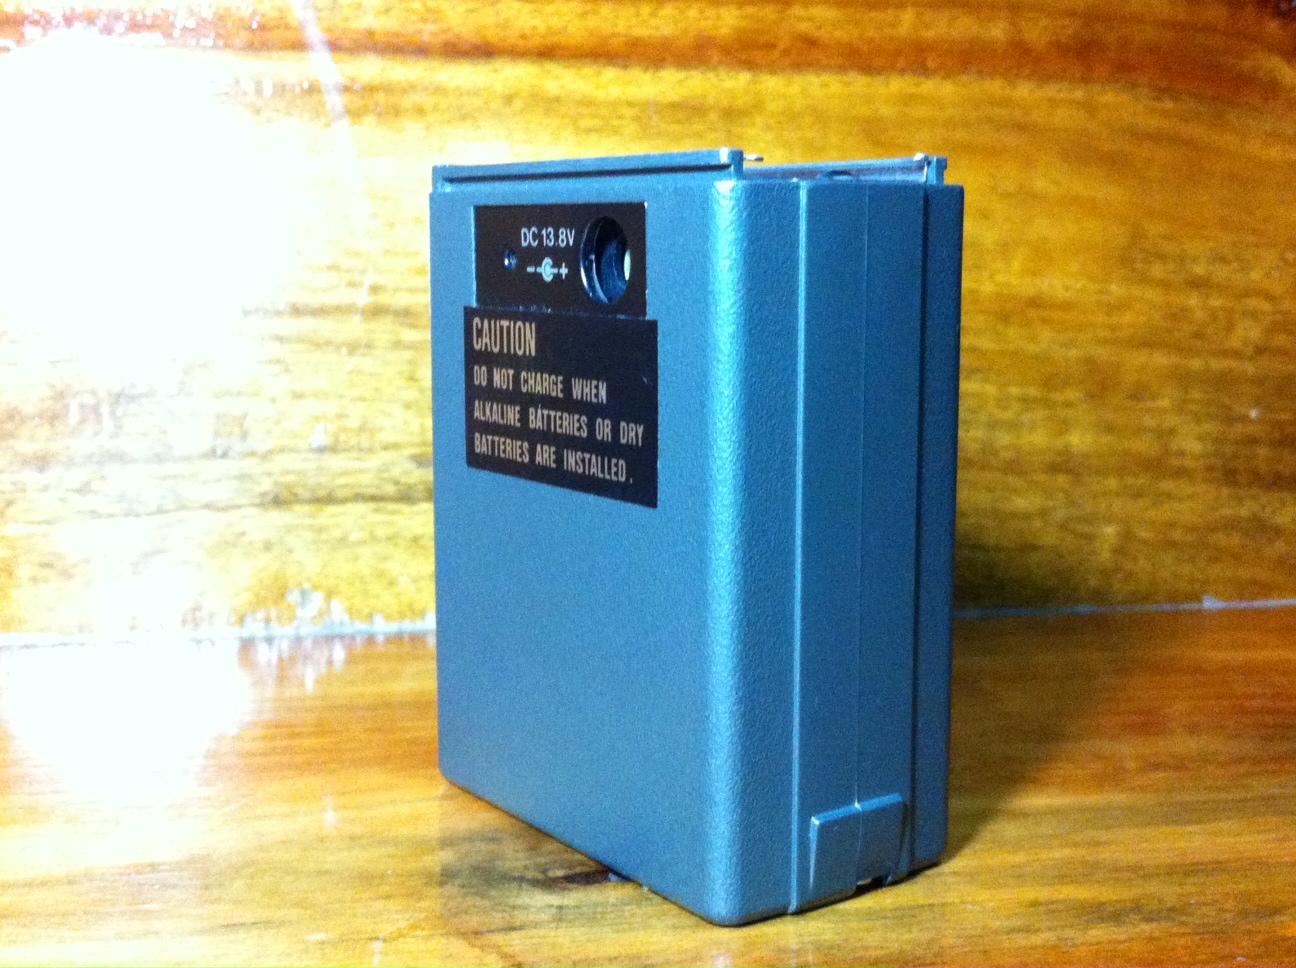 DC 13.8V
CAUTION
DO NOT CHARGE WHEN
ALKALINE BATTERIES OR DRY
BATTERIES ARE INSTALLED.